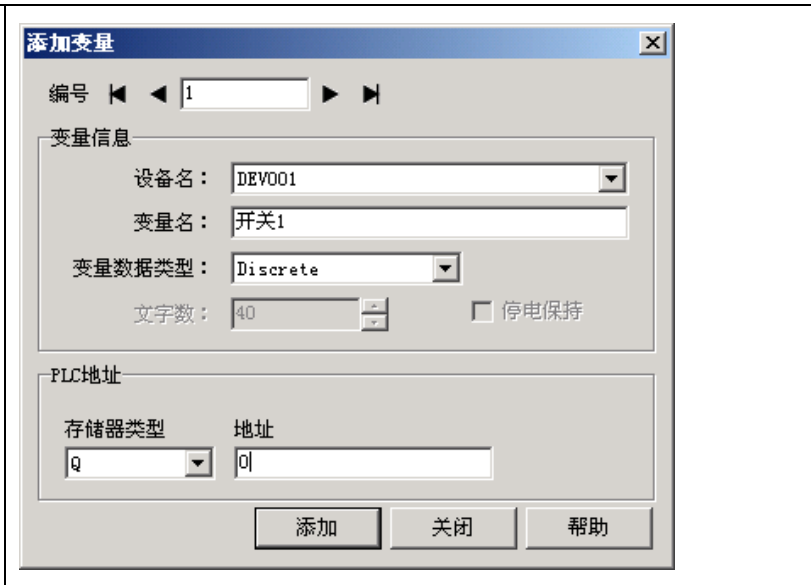 添加变量
编号 1
变量信息
设备名： DEV001
变量名： 开关1
变量数据类型： Discrete
文字数： 40 停电保持
PLC地址
存储器类型 地址
Q 0
添加 关闭 帮助